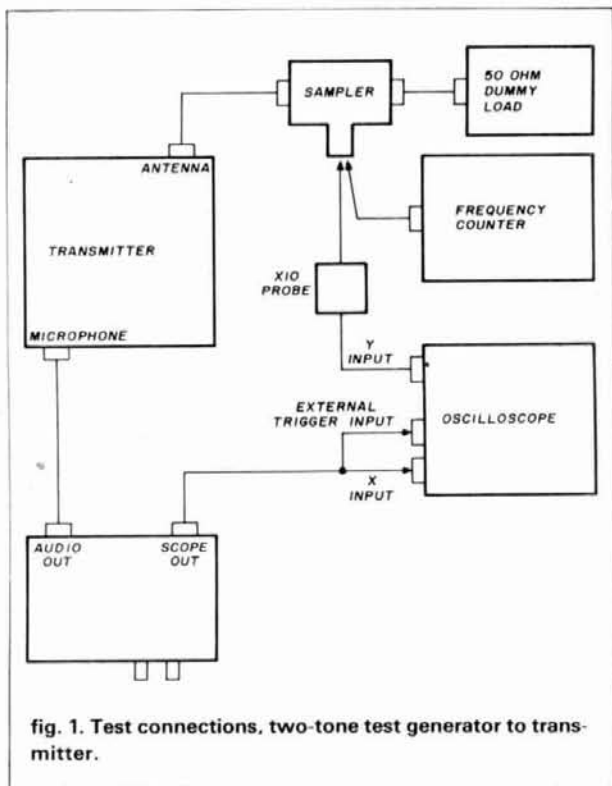 SAMPLER
50 OHM
DUMMY
LOAD
ANTENNA
TRANSMITTER
FREQUENCY
COUNTER
X10
PROBE
MICROPHONE
Y
INPUT
EXTERNAL
TRIGGER INPUT
OSCILLOSCOPE
X
INPUT
AUDIO
OUT
SCOPE
OUT
fig. 1. Test connections, two-tone test generator to trans-
mitter.